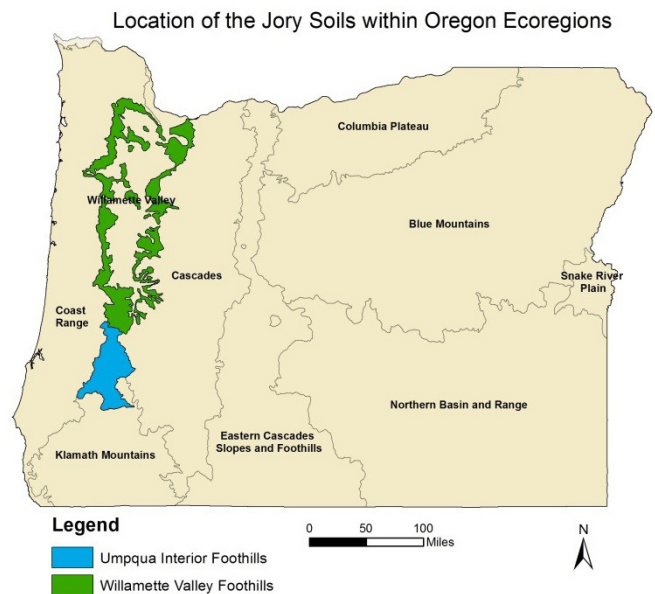 Location of the Jory Soils within Oregon Ecoregions
Columbia Plateau
Willamette Valley
Blue Mountains
Cascades
Snake River
Plain
Coast
Range
Northern Basin and Range
Eastern Cascades
Slopes and Foothills
Klamath Mountains
Legend
Umpqua Interior Foothills
Willamette Valley Foothills
0 50 100
Miles
N